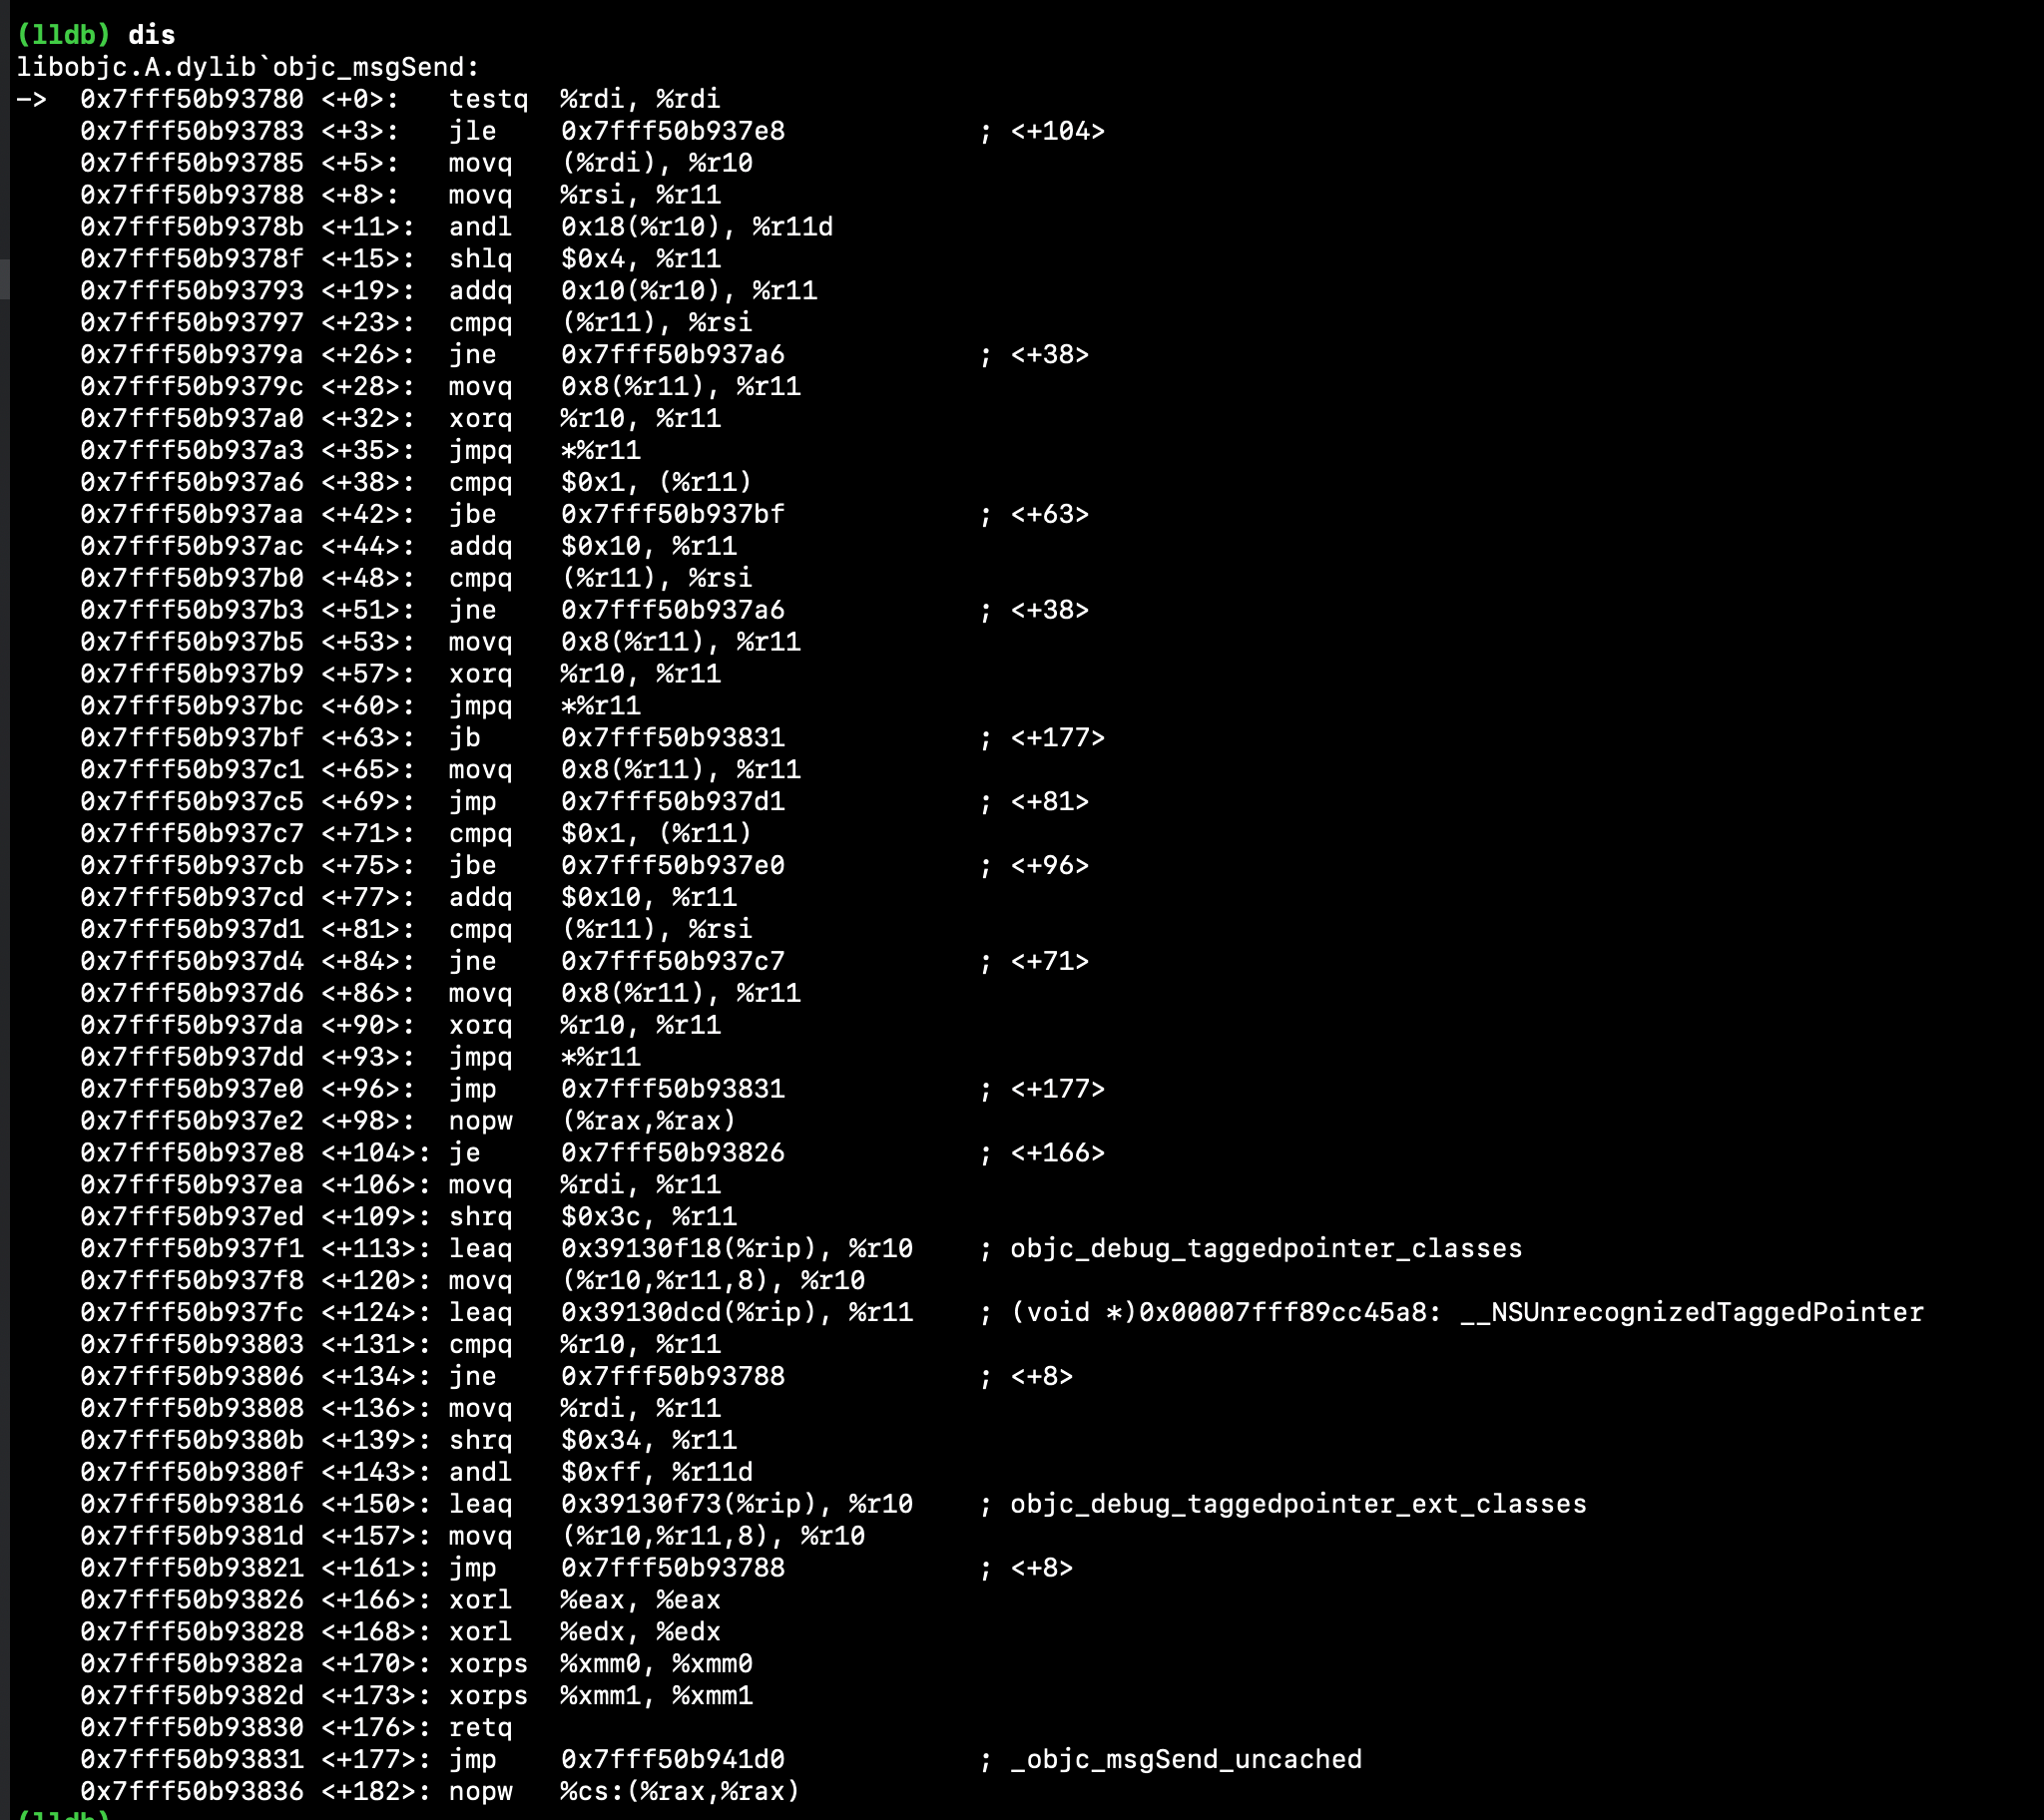 (lldb) dis
libobjc.A.dylib`objc_msgSend:
->  0x7fff50b93780 <+0>:   testq  %rdi, %rdi
    0x7fff50b93783 <+3>:   jle    0x7fff50b937e8            ; <+104>
    0x7fff50b93785 <+5>:   movq   (%rdi), %r10
    0x7fff50b93788 <+8>:   movq   %rsi, %r11
    0x7fff50b9378b <+11>:  andl   0x18(%r10), %r11d
    0x7fff50b9378f <+15>:  shlq   $0x4, %r11
    0x7fff50b93793 <+19>:  addq   0x10(%r10), %r11
    0x7fff50b93797 <+23>:  cmpq   (%r11), %rsi
    0x7fff50b9379a <+26>:  jne    0x7fff50b937a6            ; <+38>
    0x7fff50b9379c <+28>:  movq   0x8(%r11), %r11
    0x7fff50b937a0 <+32>:  xorq   %r10, %r11
    0x7fff50b937a3 <+35>:  jmpq   *%r11
    0x7fff50b937a6 <+38>:  cmpq   $0x1, (%r11)
    0x7fff50b937aa <+42>:  jbe    0x7fff50b937bf            ; <+63>
    0x7fff50b937ac <+44>:  addq   $0x10, %r11
    0x7fff50b937b0 <+48>:  cmpq   (%r11), %rsi
    0x7fff50b937b3 <+51>:  jne    0x7fff50b937a6            ; <+38>
    0x7fff50b937b5 <+53>:  movq   0x8(%r11), %r11
    0x7fff50b937b9 <+57>:  xorq   %r10, %r11
    0x7fff50b937bc <+60>:  jmpq   *%r11
    0x7fff50b937bf <+63>:  jb     0x7fff50b93831            ; <+177>
    0x7fff50b937c1 <+65>:  movq   0x8(%r11), %r11
    0x7fff50b937c5 <+69>:  jmp    0x7fff50b937d1            ; <+81>
    0x7fff50b937c7 <+71>:  cmpq   $0x1, (%r11)
    0x7fff50b937cb <+75>:  jbe    0x7fff50b937e0            ; <+96>
    0x7fff50b937cd <+77>:  addq   $0x10, %r11
    0x7fff50b937d1 <+81>:  cmpq   (%r11), %rsi
    0x7fff50b937d4 <+84>:  jne    0x7fff50b937c7            ; <+71>
    0x7fff50b937d6 <+86>:  movq   0x8(%r11), %r11
    0x7fff50b937da <+90>:  xorq   %r10, %r11
    0x7fff50b937dd <+93>:  jmpq   *%r11
    0x7fff50b937e0 <+96>:  jmp    0x7fff50b93831            ; <+177>
    0x7fff50b937e2 <+98>:  nopw   (%rax,%rax)
    0x7fff50b937e8 <+104>: je     0x7fff50b93826            ; <+166>
    0x7fff50b937ea <+106>: movq   %rdi, %r11
    0x7fff50b937ed <+109>: shrq   $0x3c, %r11
    0x7fff50b937f1 <+113>: leaq   0x39130f18(%rip), %r10    ; objc_debug_taggedpointer_classes
    0x7fff50b937f8 <+120>: movq   (%r10,%r11,8), %r10
    0x7fff50b937fc <+124>: leaq   0x39130dcd(%rip), %r11    ; (void *)0x00007fff89cc45a8: __NSUnrecognizedTaggedPointer
    0x7fff50b93803 <+131>: cmpq   %r10, %r11
    0x7fff50b93806 <+134>: jne    0x7fff50b93788            ; <+8>
    0x7fff50b93808 <+136>: movq   %rdi, %r11
    0x7fff50b9380b <+139>: shrq   $0x34, %r11
    0x7fff50b9380f <+143>: andl   $0xff, %r11d
    0x7fff50b93816 <+150>: leaq   0x39130f73(%rip), %r10    ; objc_debug_taggedpointer_ext_classes
    0x7fff50b9381d <+157>: movq   (%r10,%r11,8), %r10
    0x7fff50b93821 <+161>: jmp    0x7fff50b93788            ; <+8>
    0x7fff50b93826 <+166>: xorl   %eax, %eax
    0x7fff50b93828 <+168>: xorl   %edx, %edx
    0x7fff50b9382a <+170>: xorps  %xmm0, %xmm0
    0x7fff50b9382d <+173>: xorps  %xmm1, %xmm1
    0x7fff50b93830 <+176>: retq
    0x7fff50b93831 <+177>: jmp    0x7fff50b941d0            ; _objc_msgSend_uncached
    0x7fff50b93836 <+182>: nopw   %cs:(%rax,%rax)
(lldb)